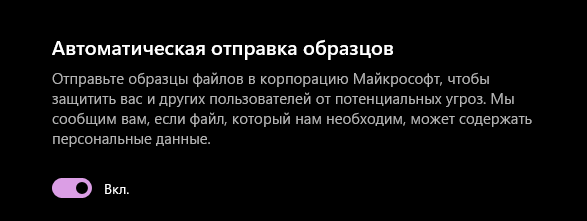 Автоматическая отправка образцов
Отправьте образцы файлов в корпорацию Майкрософт, чтобы
защитить вас и других пользователей от потенциальных угроз. Мы
сообщим вам, если файл, который нам необходим, может содержать
персональные данные.
Вкл.